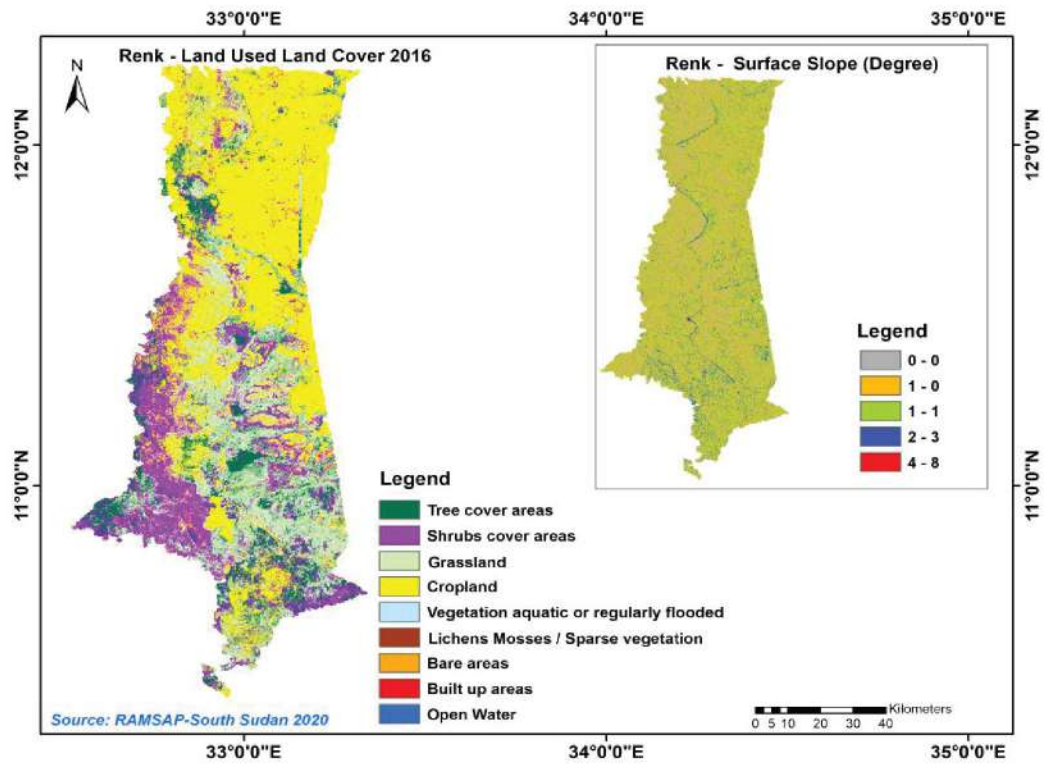 33°0'0"E
34°0'0"E
35°0'0"E
Renk - Land Used Land Cover 2016
Renk - Surface Slope (Degree)
N
12°0'0"N
12°0'0"N
Legend
0 - 0
1 - 0
1 - 1
2 - 3
4 - 8
11°0'0"N
11°0'0"N
Legend
Tree cover areas
Shrubs cover areas
Grassland
Cropland
Vegetation aquatic or regularly flooded
Lichens Mosses / Sparse vegetation
Bare areas
Built up areas
Open Water
Source: RAMSAP-South Sudan 2020
Kilometers
0 5 10 20 30 40
33°0'0"E
34°0'0"E
35°0'0"E